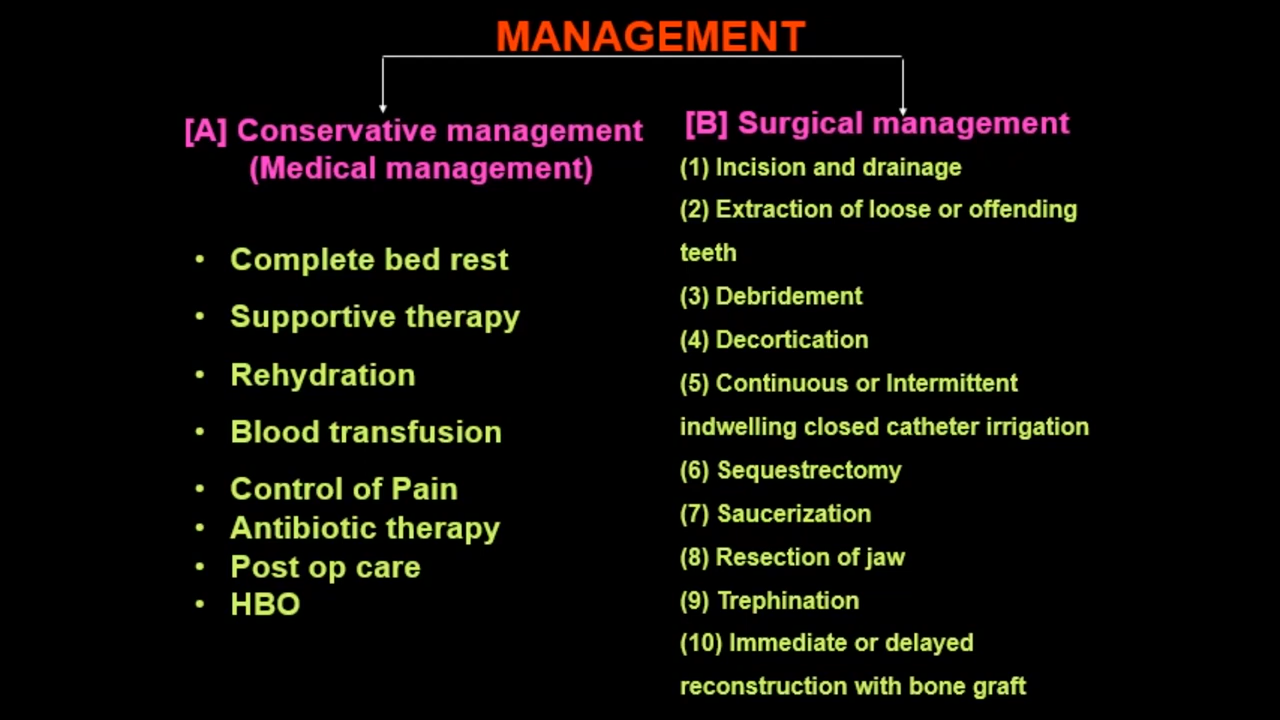 MANAGEMENT
[A] Conservative management
(Medical management)
• Complete bed rest
• Supportive therapy
• Rehydration
• Blood transfusion
• Control of Pain
• Antibiotic therapy
• Post op care
• HBO
[B] Surgical management
(1) Incision and drainage
(2) Extraction of loose or offending
teeth
(3) Debridement
(4) Decortication
(5) Continuous or Intermittent
indwelling closed catheter irrigation
(6) Sequestrectomy
(7) Saucerization
(8) Resection of jaw
(9) Trephination
(10) Immediate or delayed
reconstruction with bone graft